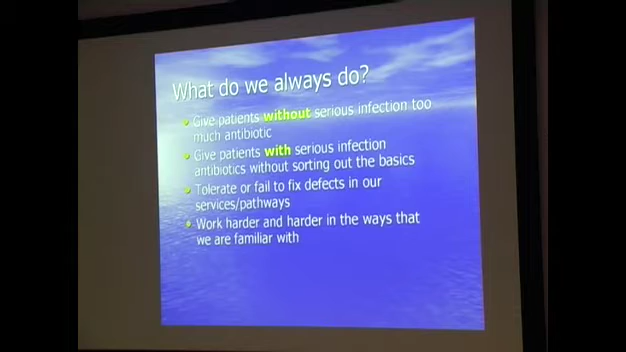 What do we always do?
Give patients without serious infection too
much antibiotic
Give patients with serious infection
antibiotics without sorting out the basics
Tolerate or fail to fix defects in our
services/pathways
Work harder and harder in the ways that
we are familiar with